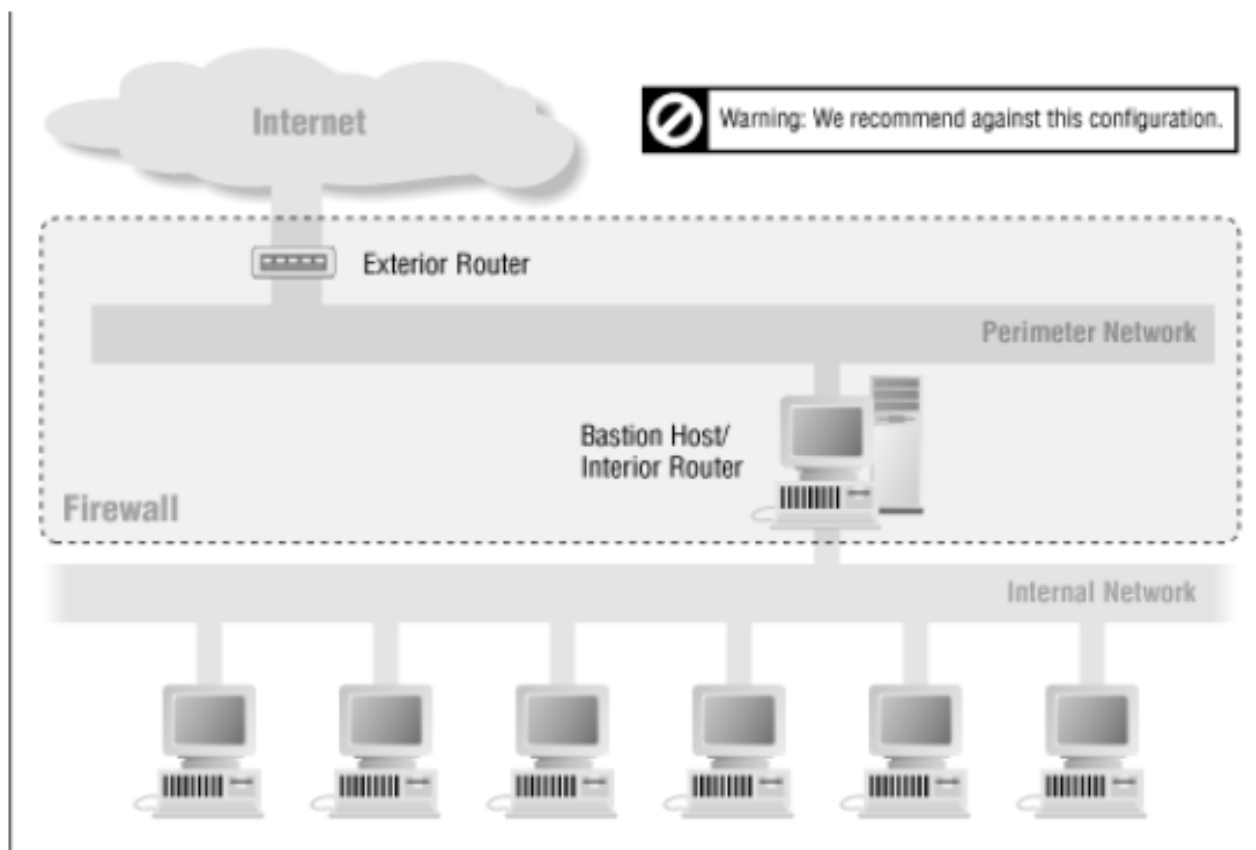 Internet
Warning: We recommend against this configuration.
Exterior Router
Perimeter Network
Bastion Host/
Interior Router
Firewall
Internal Network